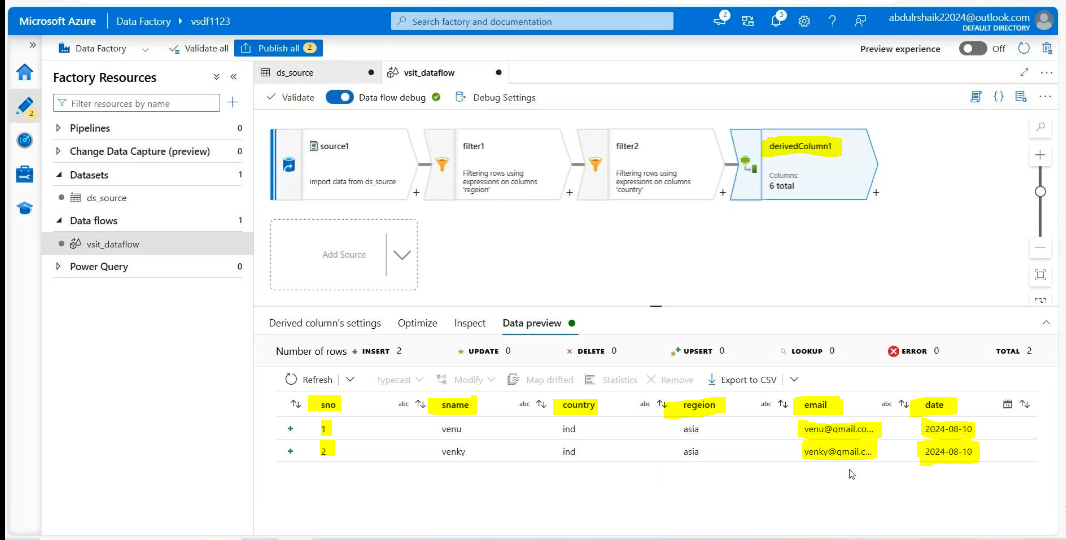 Microsoft Azure Data Factory vsdf1123 Search factory and documentation 2 3 abdulrshaik22024@outlook.com
DEFAULT DIRECTORY
Data Factory Validate all Publish all 2 Preview experience Off
Factory Resources
Filter resources by name
Pipelines 0
Change Data Capture (preview) 0
Datasets 1
ds_source
Data flows 1
vsit_dataflow
Power Query 0
2
ds_source vsit_dataflow
Validate Data flow debug Debug Settings
source1
Import data from ds_source
filter1
Filtering rows using
expressions on columns
'regeion'
filter2
Filtering rows using
expressions on columns
'country'
derivedColumn1
Columns:
6 total
Add Source
Derived column's settings Optimize Inspect Data preview
Number of rows INSERT 2 UPDATE 0 DELETE 0 UPSERT 0 LOOKUP 0 ERROR 0 TOTAL 2
Refresh Typecast Modify Map drifted Statistics Remove Export to CSV
sno abc sname abc country abc regeion abc email abc date
1 venu ind asia venu@gmail.co... 2024-08-10
2 venky ind asia venky@gmail.c... 2024-08-10